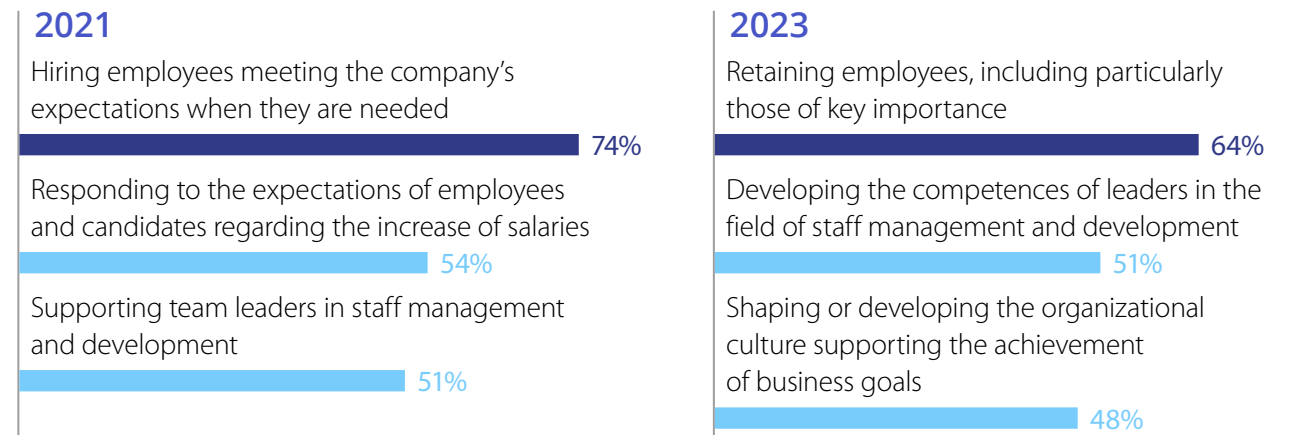 2021
Hiring employees meeting the company’s
expectations when they are needed
74%
Responding to the expectations of employees
and candidates regarding the increase of salaries
54%
Supporting team leaders in staff management
and development
51%
2023
Retaining employees, including particularly
those of key importance
64%
Developing the competences of leaders in the
field of staff management and development
51%
Shaping or developing the organizational
culture supporting the achievement
of business goals
48%